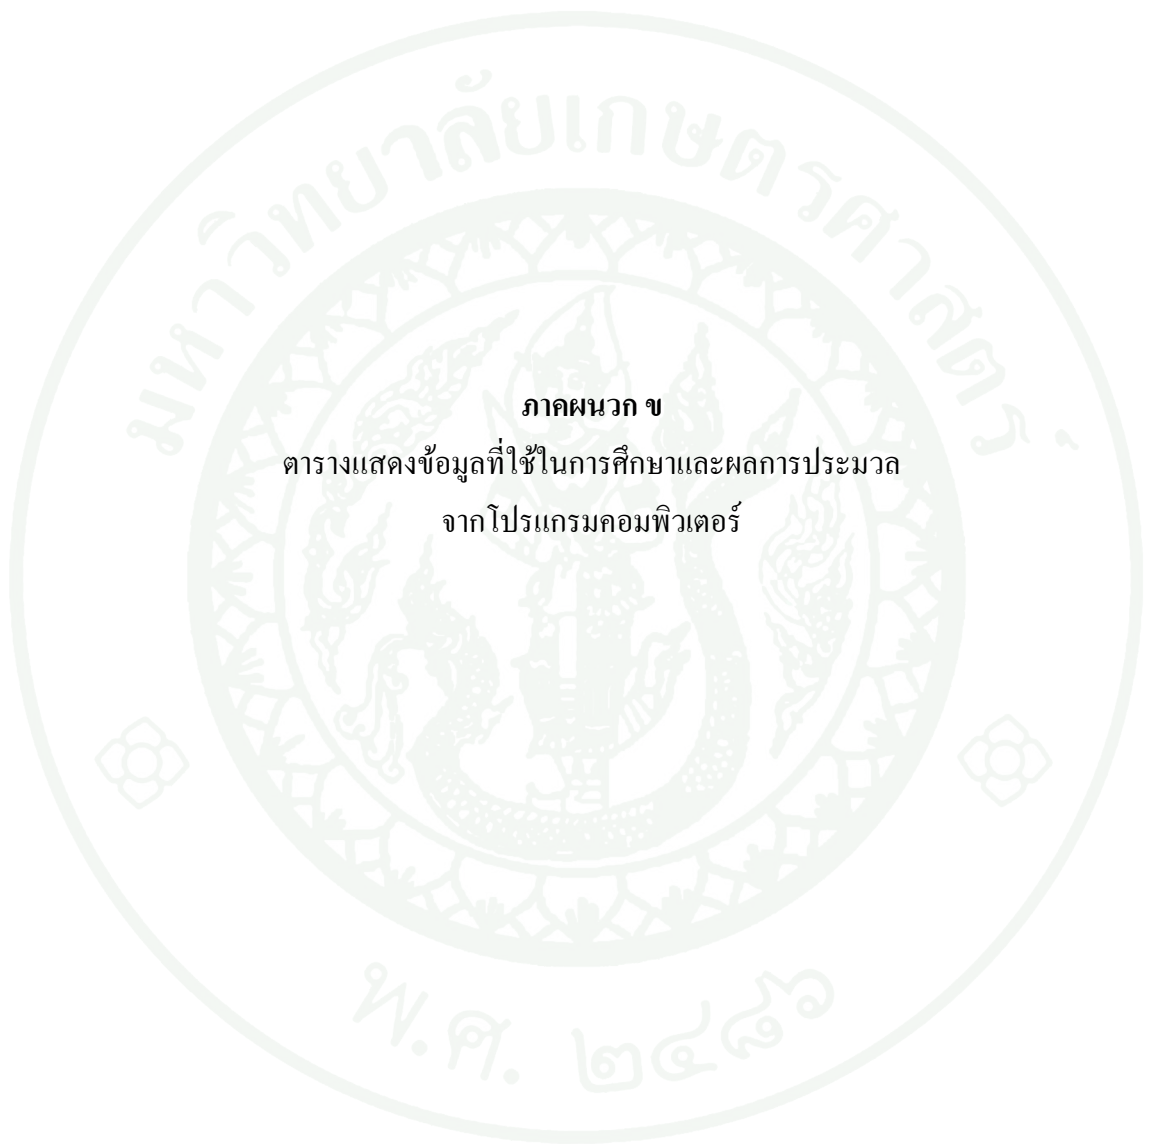 มหาวิทยาลัยเกษตรศาสตร์
ภาคผนวก ข
ตารางแสดงข้อมูลที่ใช้ในการศึกษาและผลการประมวล
จากโปรแกรมคอมพิวเตอร์
พ.ศ. ๒๔๘๖